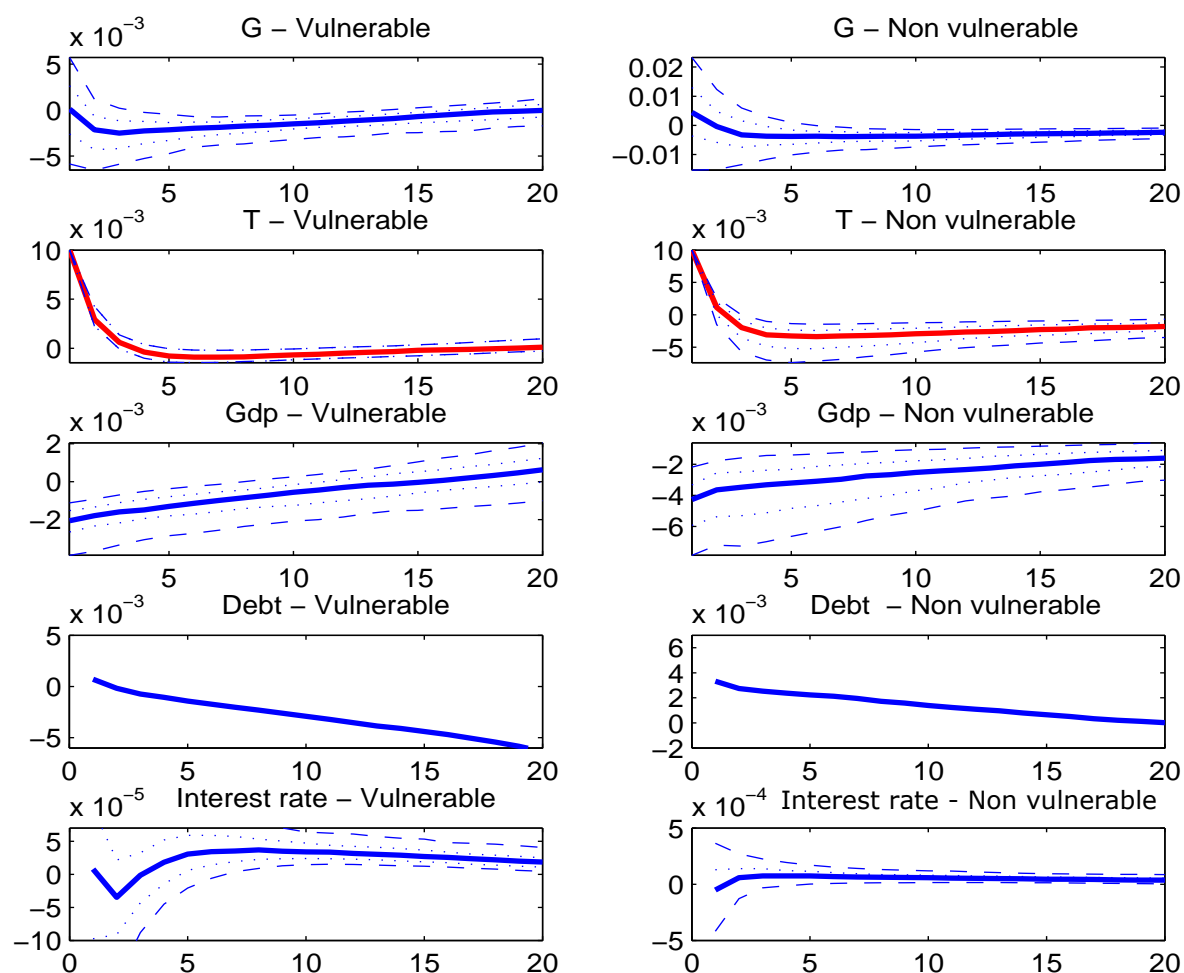 G – Vulnerable
x 10−3
5
0
−5
5 10 15 20
G – Non vulnerable
0.02
0.01
0
−0.01
5 10 15 20
T – Vulnerable
x 10−3
10
5
0
5 10 15 20
T – Non vulnerable
x 10−3
10
5
0
−5
5 10 15 20
Gdp – Vulnerable
x 10−3
2
0
−2
5 10 15 20
Gdp – Non vulnerable
x 10−3
−2
−4
−6
5 10 15 20
Debt – Vulnerable
x 10−3
5
0
−5
0 5 10 15 20
Debt – Non vulnerable
x 10−3
6
4
2
0
−2
0 5 10 15 20
Interest rate – Vulnerable
x 10−5
5
0
−5
−10
0 5 10 15 20
Interest rate - Non vulnerable
x 10−4
5
0
−5
0 5 10 15 20